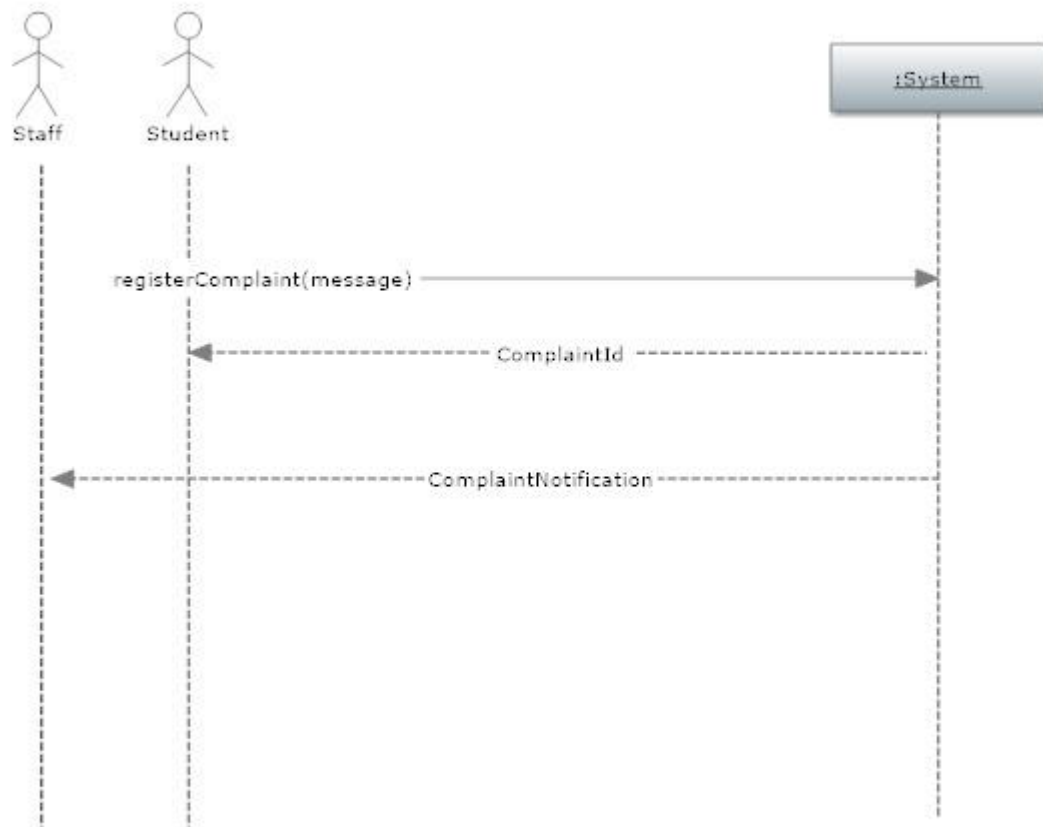 Staff
Student
:System
registerComplaint(message)
ComplaintId
ComplaintNotification